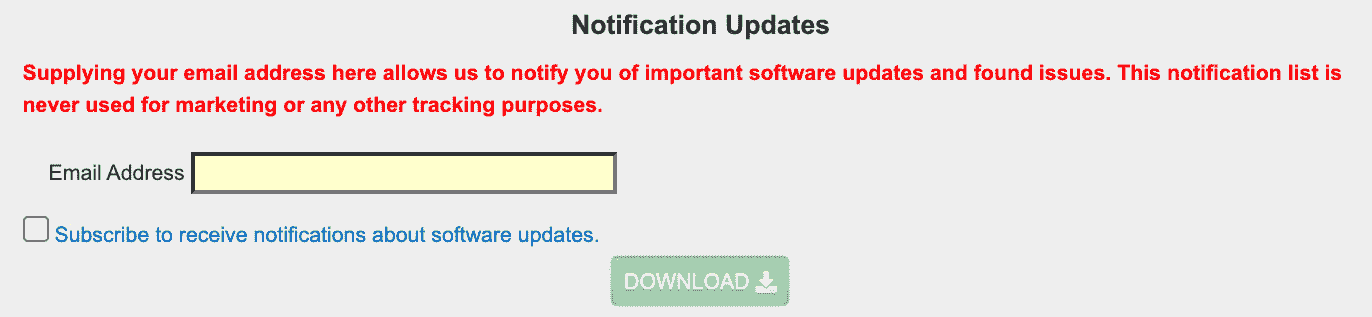 Notification Updates
Supplying your email address here allows us to notify you of important software updates and found issues. This notification list is
never used for marketing or any other tracking purposes.
Email Address
Subscribe to receive notifications about software updates.
DOWNLOAD